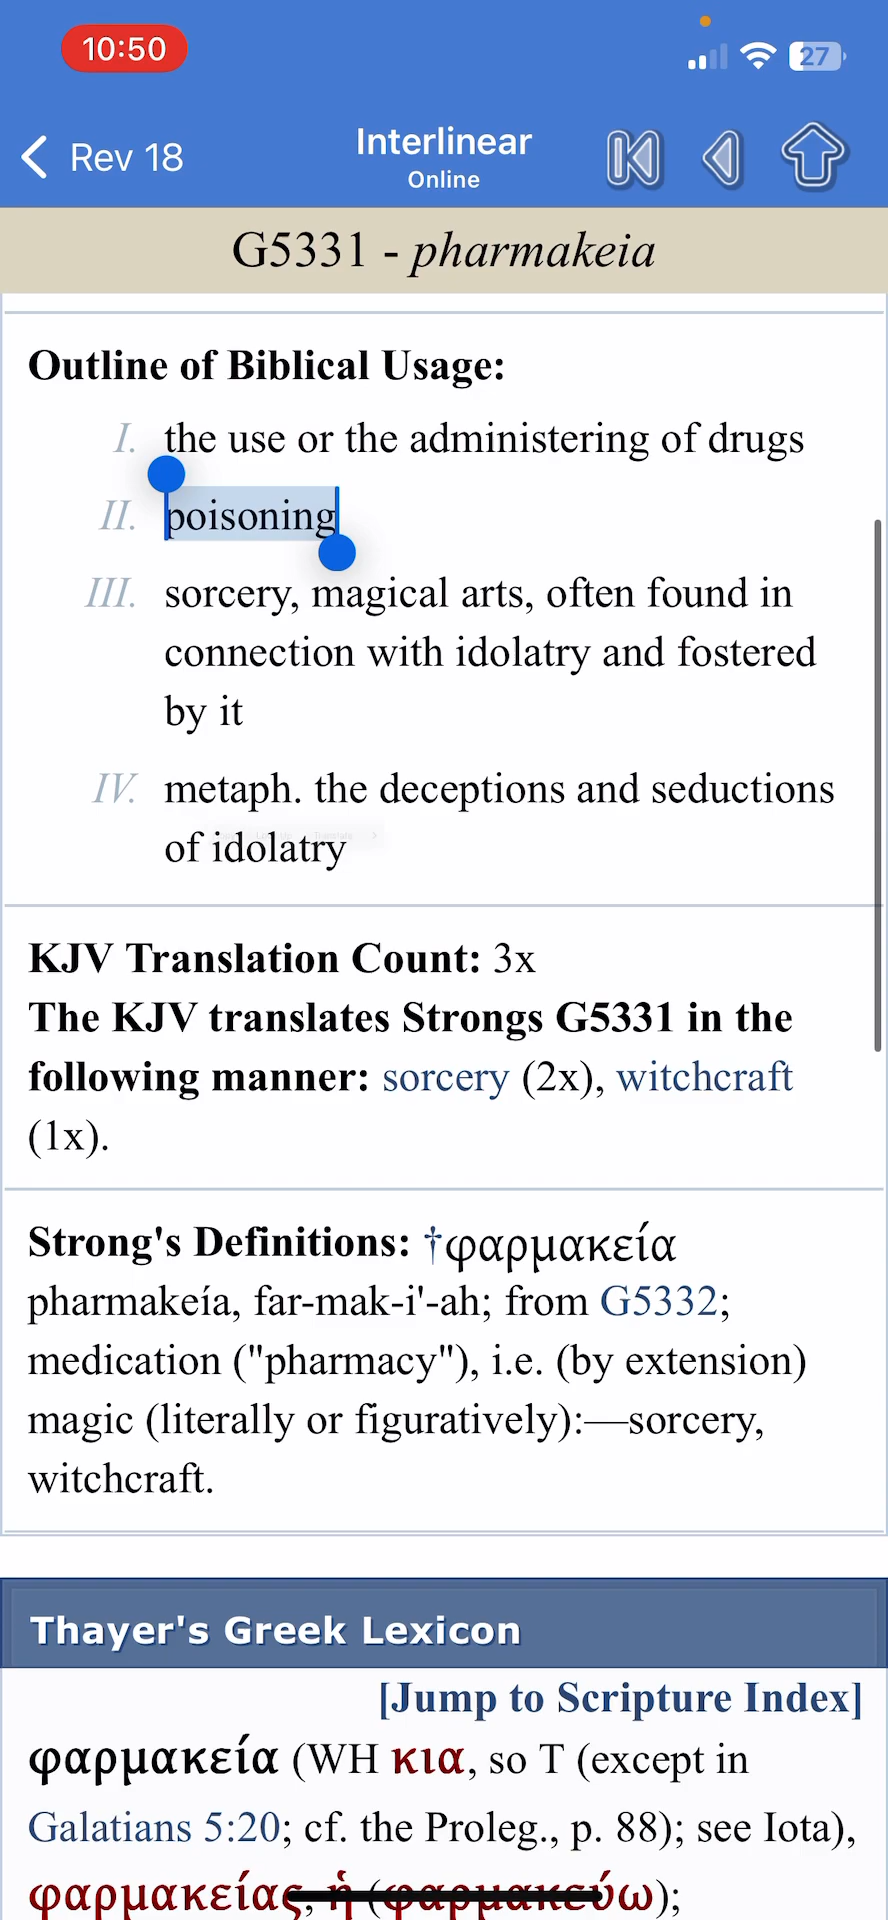 10:50
27
Rev 18
Interlinear
Online
G5331 - pharmakeia
Outline of Biblical Usage:
I. the use or the administering of drugs
II. poisoning
III. sorcery, magical arts, often found in
connection with idolatry and fostered
by it
IV. metaph. the deceptions and seductions
of idolatry
KJV Translation Count: 3x
The KJV translates Strongs G5331 in the
following manner: sorcery (2x), witchcraft
(1x).
Strong's Definitions: †φαρμακεία
pharmakeía, far-mak-i'-ah; from G5332;
medication ("pharmacy"), i.e. (by extension)
magic (literally or figuratively):—sorcery,
witchcraft.
Thayer's Greek Lexicon
[Jump to Scripture Index]
φαρμακεία (WH κια, so T (except in
Galatians 5:20; cf. the Proleg., p. 88); see Iota),
φαρμακείας, ἡ (φαρμακεύω);